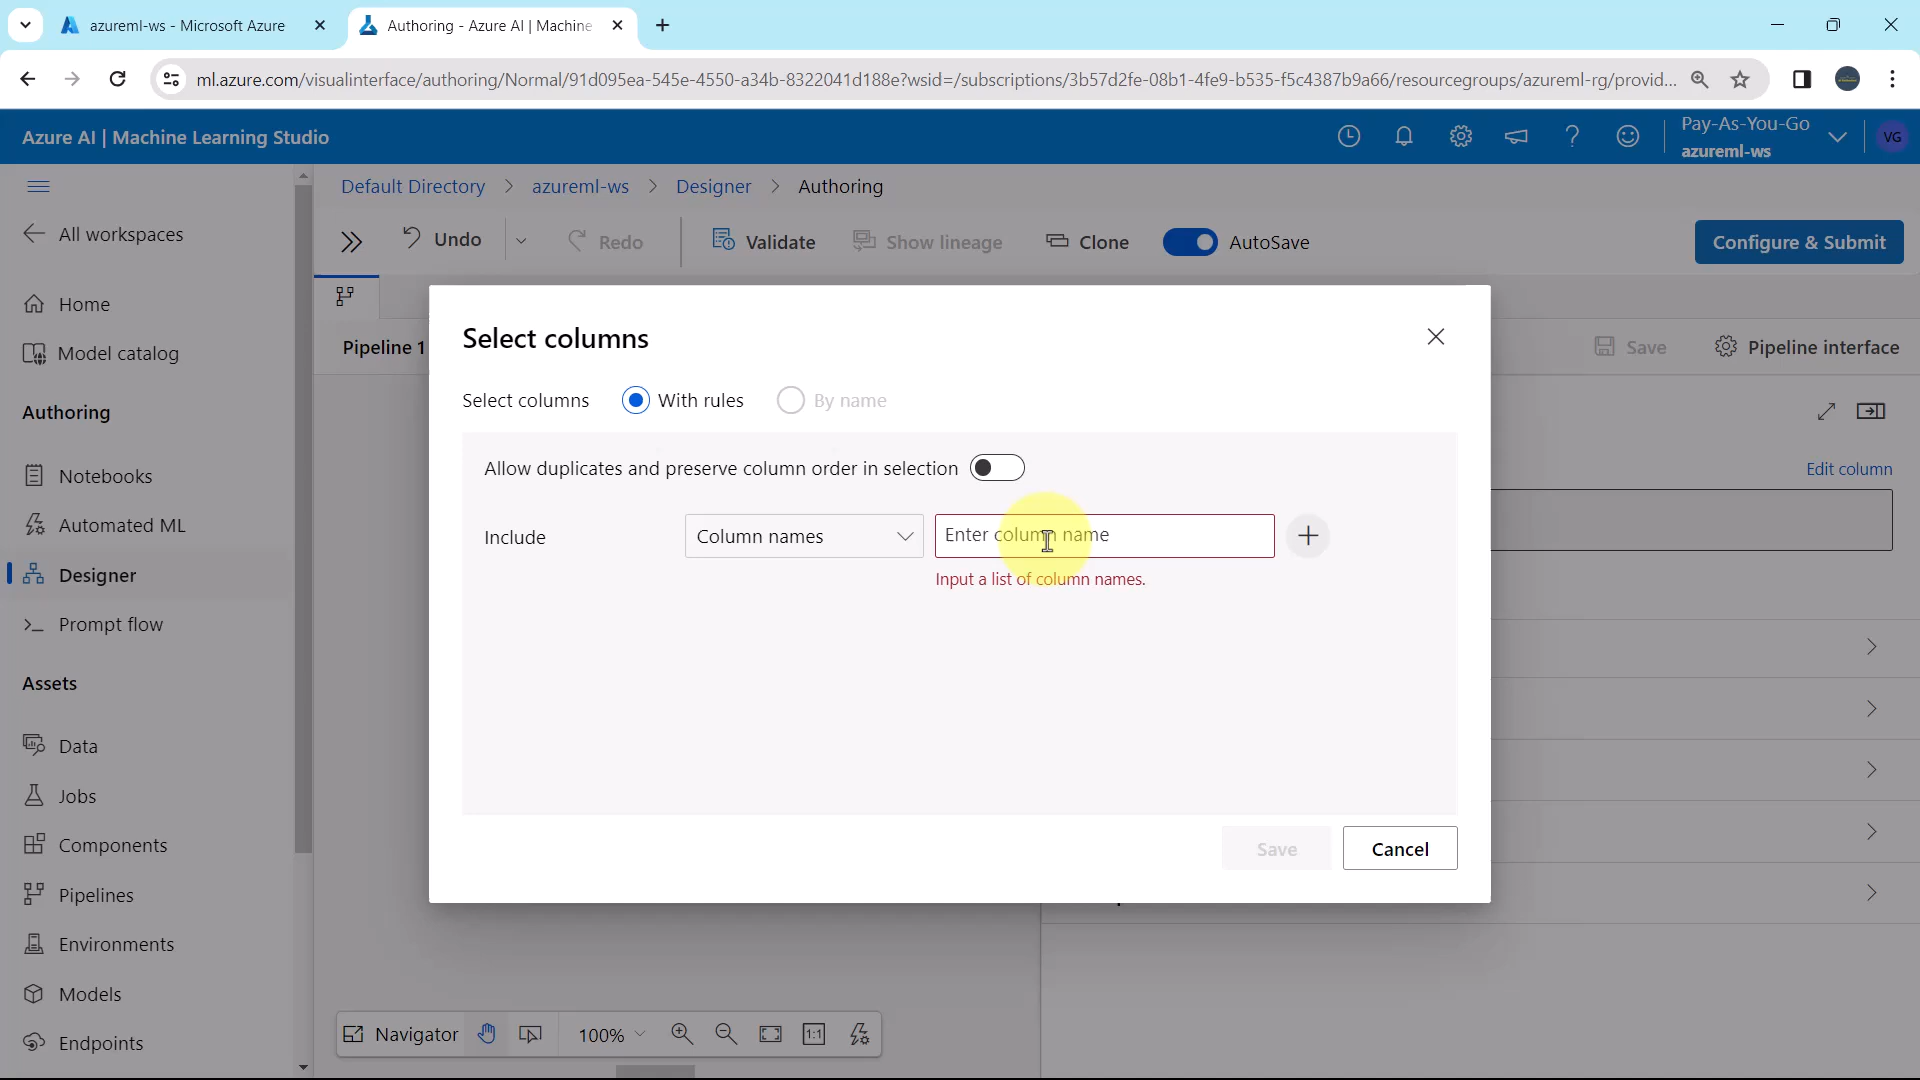 azureml-ws - Microsoft Azure
Authoring - Azure AI | Machine
ml.azure.com/visualinterface/authoring/Normal/91d095ea-545e-4550-a34b-8322041d188e?wsid=/subscriptions/3b57d2fe-08b1-4fe9-b535-f5c4387b9a66/resourcegroups/azureml-rg/provid...
Azure AI | Machine Learning Studio
Pay-As-You-Go
azureml-ws
VG
Default Directory > azureml-ws > Designer > Authoring
All workspaces
Undo
Redo
Validate
Show lineage
Clone
AutoSave
Configure & Submit
Home
Model catalog
Authoring
Notebooks
Automated ML
Designer
Prompt flow
Assets
Data
Jobs
Components
Pipelines
Environments
Models
Endpoints
Pipeline 1
Save
Pipeline interface
Edit column
Select columns
Select columns
With rules
By name
Allow duplicates and preserve column order in selection
Include
Column names
Enter column name
Input a list of column names.
Save
Cancel
Navigator
100%
1:1